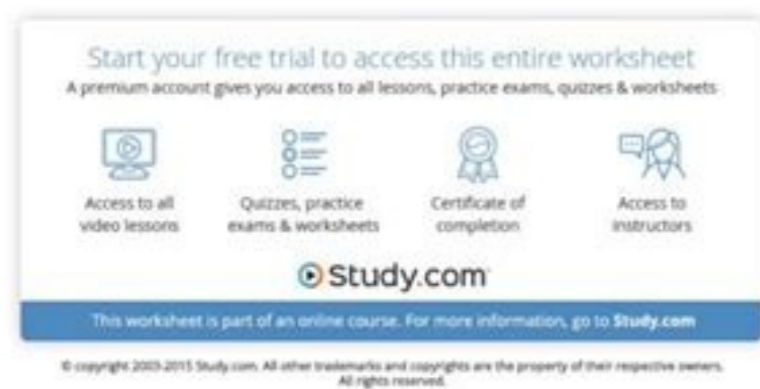 Start your free trial to access this entire worksheet
A premium account gives you access to all lessons, practice exams, quizzes & worksheets
Access to all
video lessons
Quizzes, practice
exams & worksheets
Certificate of
completion
Access to
instructors
Study.com
This worksheet is part of an online course. For more information, go to Study.com
© copyright 2003-2015 Study.com. All other trademarks and copyrights are the property of their respective owners.
All rights reserved.